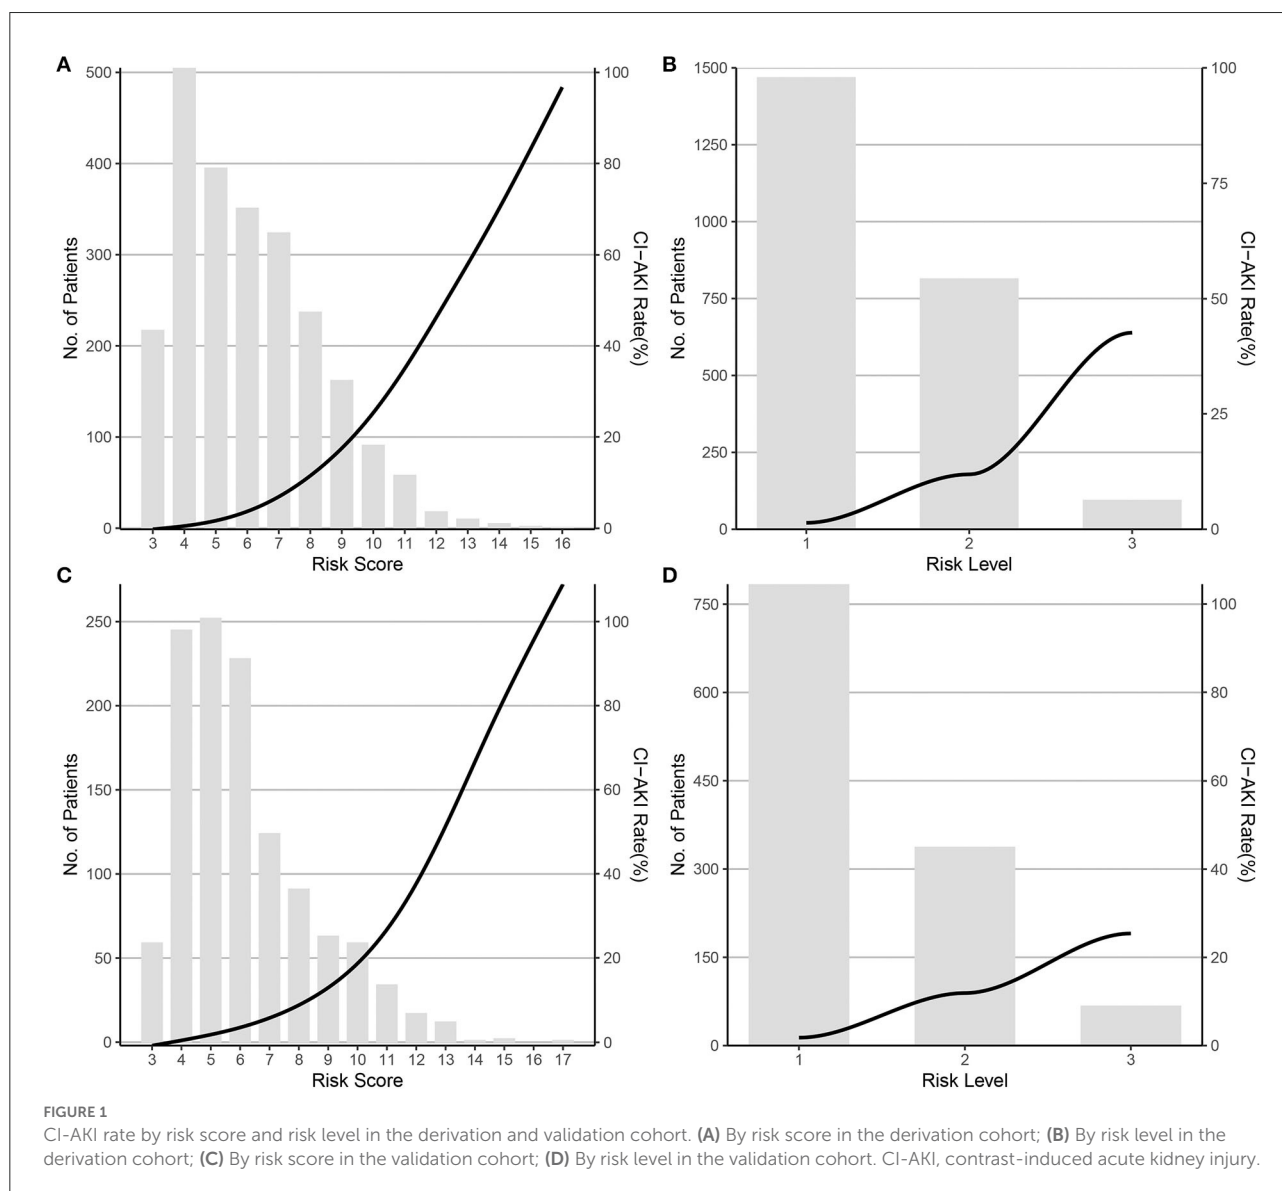 A
500
400
300
200
100
0
No. of Patients
100
80
60
40
20
0
CI−AKI Rate(%)
3 4 5 6 7 8 9 10 11 12 13 14 15 16
Risk Score
B
1500
1250
1000
750
500
250
0
No. of Patients
100
75
50
25
0
CI−AKI Rate(%)
1 2 3
Risk Level
C
250
200
150
100
50
0
No. of Patients
100
80
60
40
20
0
CI−AKI Rate(%)
3 4 5 6 7 8 9 10 11 12 13 14 15 16 17
Risk Score
D
750
600
450
300
150
0
No. of Patients
100
80
60
40
20
0
CI−AKI Rate(%)
1 2 3
Risk Level
FIGURE 1
CI-AKI rate by risk score and risk level in the derivation and validation cohort. (A) By risk score in the derivation cohort; (B) By risk level in the
derivation cohort; (C) By risk score in the validation cohort; (D) By risk level in the validation cohort. CI-AKI, contrast-induced acute kidney injury.